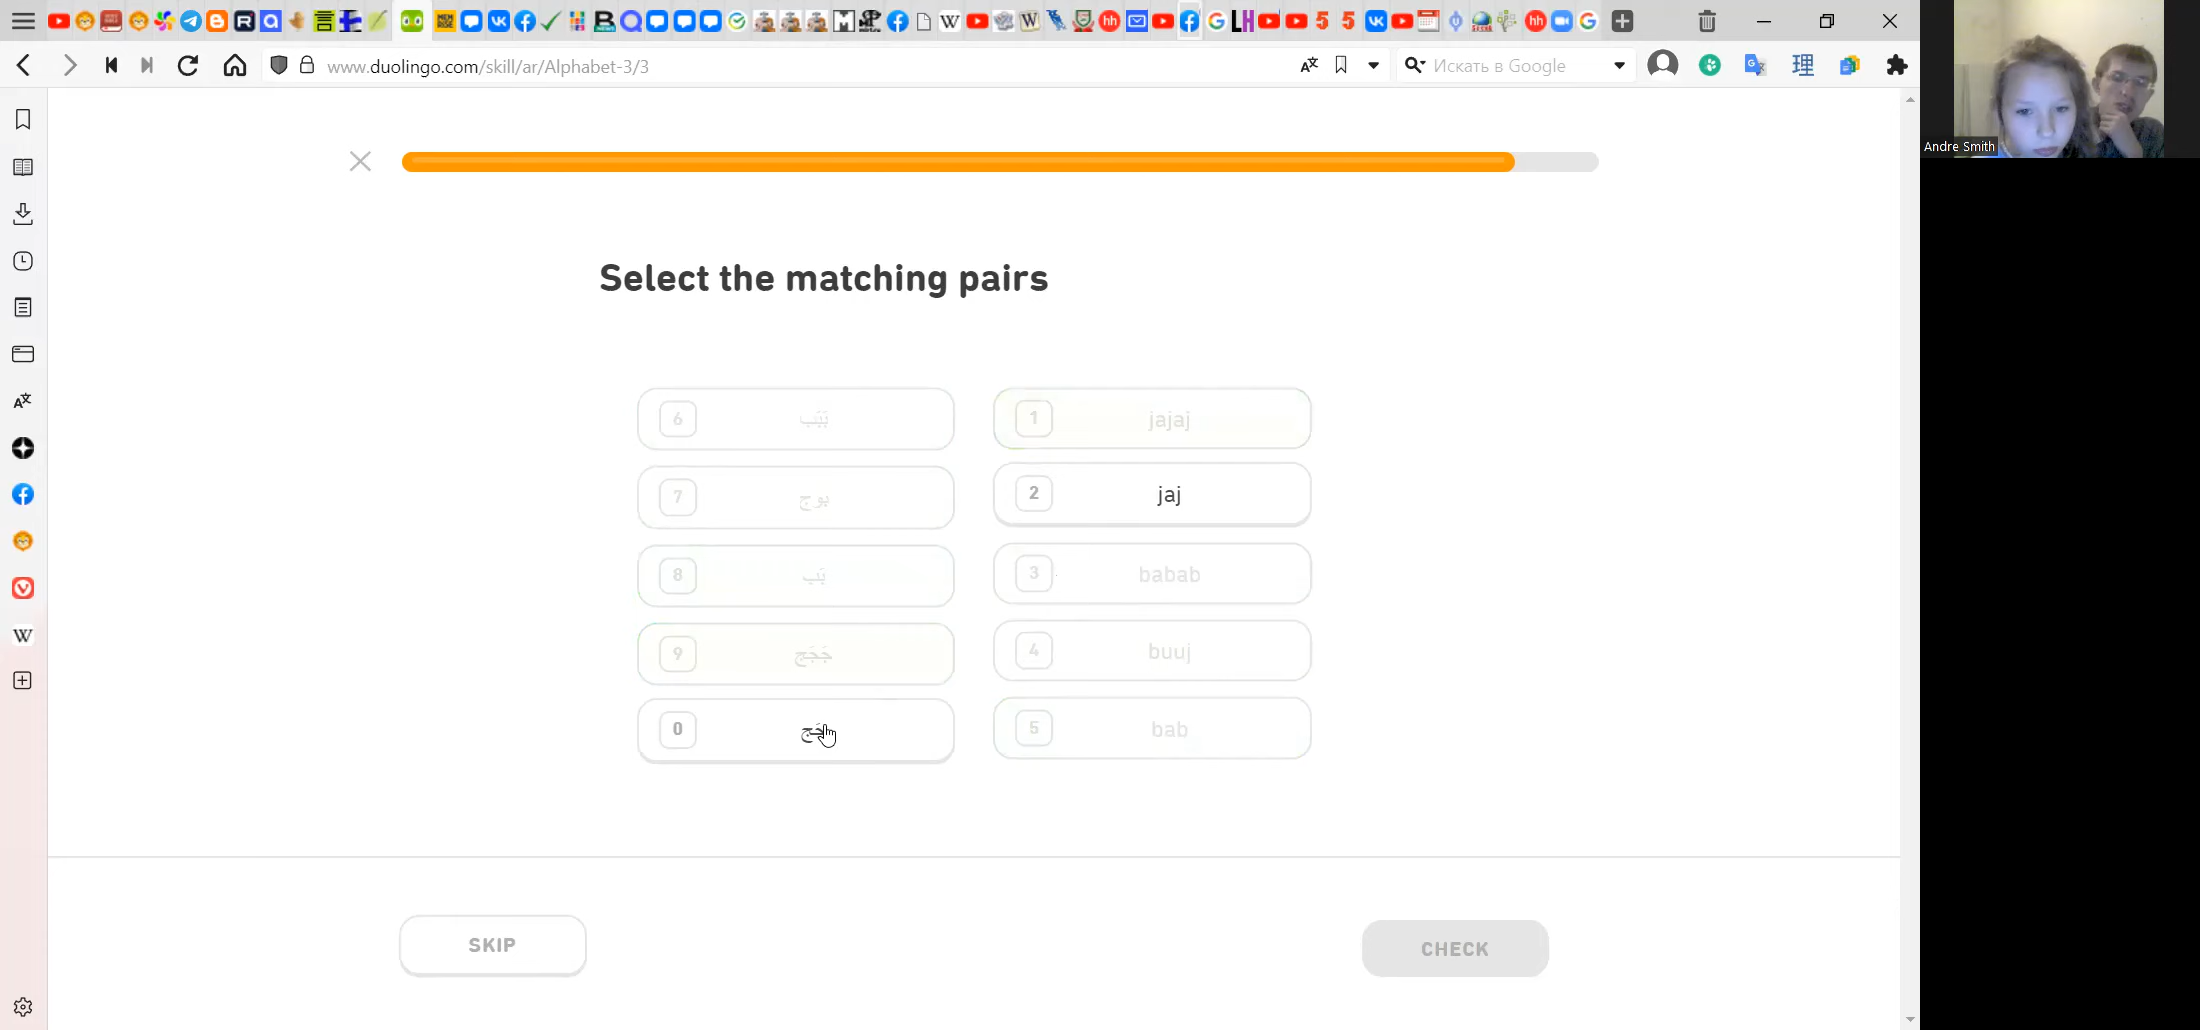 www.duolingo.com/skill/ar/Alphabet-3/3
Искать в Google
Andre Smith
Select the matching pairs
6 بَبَب
1 jajaj
7 بوج
2 jaj
8 بَب
3 babab
9 جَجَج
4 buuj
0 جَج
5 bab
SKIP
CHECK